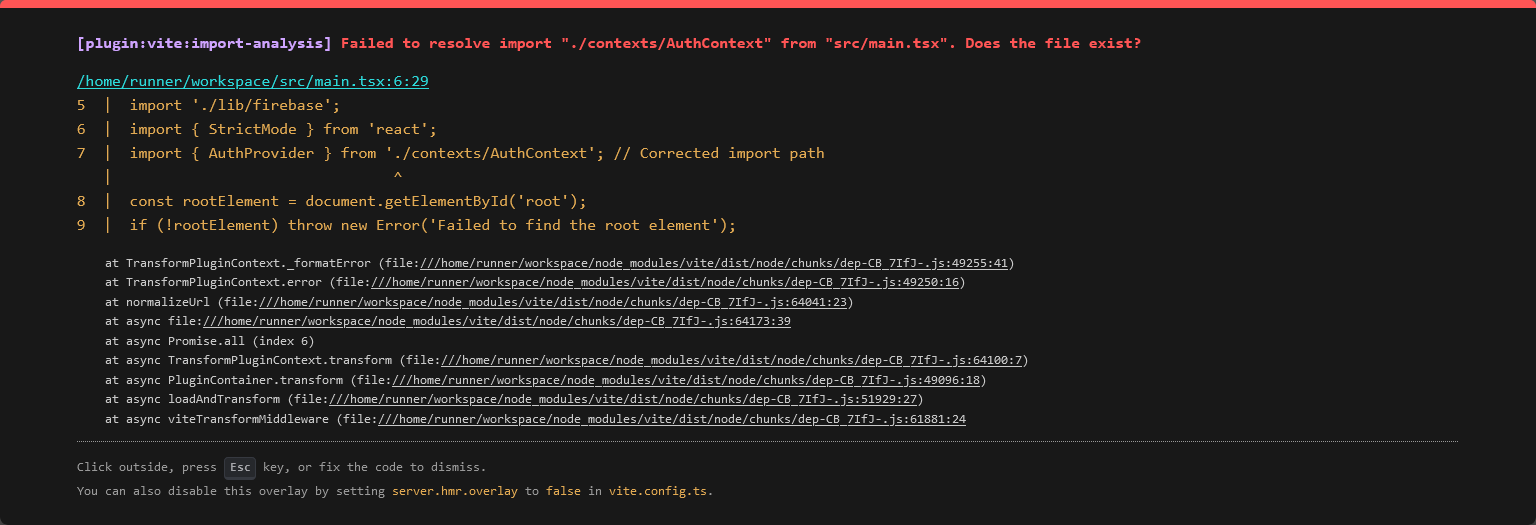 [plugin:vite:import-analysis] Failed to resolve import "./contexts/AuthContext" from "src/main.tsx". Does the file exist?
/home/runner/workspace/src/main.tsx:6:29
5  |  import './lib/firebase';
6  |  import { StrictMode } from 'react';
7  |  import { AuthProvider } from './contexts/AuthContext'; // Corrected import path
   |                                ^
8  |  const rootElement = document.getElementById('root');
9  |  if (!rootElement) throw new Error('Failed to find the root element');
at TransformPluginContext._formatError (file:///home/runner/workspace/node_modules/vite/dist/node/chunks/dep-CB_7IfJ-.js:49255:41)
at TransformPluginContext.error (file:///home/runner/workspace/node_modules/vite/dist/node/chunks/dep-CB_7IfJ-.js:49250:16)
at normalizeUrl (file:///home/runner/workspace/node_modules/vite/dist/node/chunks/dep-CB_7IfJ-.js:64041:23)
at async file:///home/runner/workspace/node_modules/vite/dist/node/chunks/dep-CB_7IfJ-.js:64173:39
at async Promise.all (index 6)
at async TransformPluginContext.transform (file:///home/runner/workspace/node_modules/vite/dist/node/chunks/dep-CB_7IfJ-.js:64100:7)
at async PluginContainer.transform (file:///home/runner/workspace/node_modules/vite/dist/node/chunks/dep-CB_7IfJ-.js:49096:18)
at async loadAndTransform (file:///home/runner/workspace/node_modules/vite/dist/node/chunks/dep-CB_7IfJ-.js:51929:27)
at async viteTransformMiddleware (file:///home/runner/workspace/node_modules/vite/dist/node/chunks/dep-CB_7IfJ-.js:61881:24
Click outside, press Esc key, or fix the code to dismiss.
You can also disable this overlay by setting server.hmr.overlay to false in vite.config.ts.